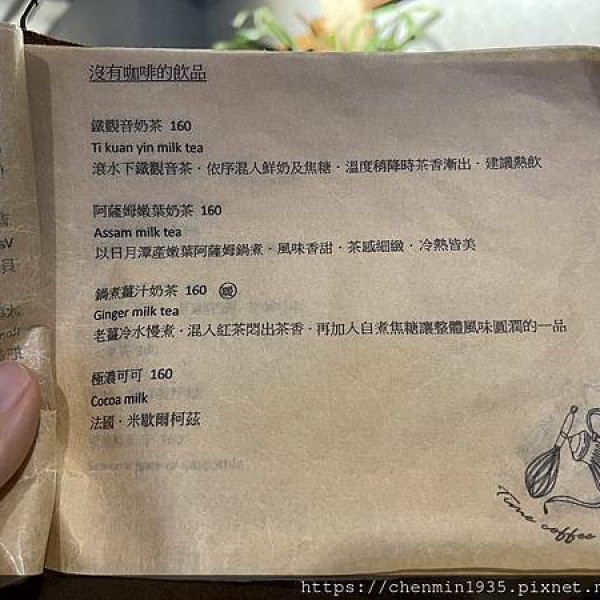 沒有咖啡的飲品
鐵觀音奶茶 160
Ti kuan yin milk tea
滾水下鐵觀音茶．依序混入鮮奶及焦糖．溫度稍降時茶香漸出．建議熱飲
阿薩姆嫩葉奶茶 160
Assam milk tea
以日月潭產嫩葉阿薩姆鍋煮．風味香甜．茶感細緻．冷熱皆美
鍋煮薑汁奶茶 160 熱
Ginger milk tea
老薑冷水慢煮．混入紅茶悶出茶香．再加入自煮焦糖讓整體風味圓潤的一品
極濃可可 160
Cocoa milk
法國．米歇爾柯茲
Time coffee
https://chenmin1935.pixnet.n